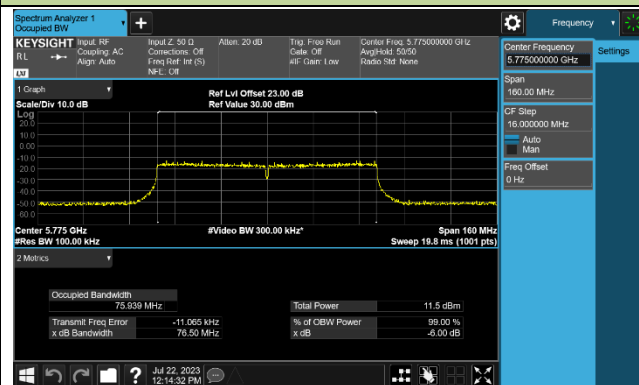 Spectrum Analyzer 1
Occupied BW
+
Frequency
KEYSIGHT
RL
LXI
Input: RF
Coupling: AC
Align: Auto
Input Z: 50 Ω
Corrections: Off
Freq Ref: Int (S)
NFE: Off
Atten: 20 dB
Trig: Free Run
Gate: Off
#IF Gain: Low
Center Freq: 5.775000000 GHz
Avg|Hold: 50/50
Radio Std: None
Center Frequency
5.775000000 GHz
Settings
Span
160.00 MHz
CF Step
16.000000 MHz
Auto
Man
Freq Offset
0 Hz
1 Graph
Scale/Div 10.0 dB
Ref Lvl Offset 23.00 dB
Ref Value 30.00 dBm
Log
20.0
10.0
0.00
-10.0
-20.0
-30.0
-40.0
-50.0
-60.0
Center 5.775 GHz
#Res BW 100.00 kHz
#Video BW 300.00 kHz*
Span 160 MHz
Sweep 19.8 ms (1001 pts)
2 Metrics
Occupied Bandwidth
75.939 MHz
Total Power 11.5 dBm
Transmit Freq Error -11.065 kHz
% of OBW Power 99.00 %
x dB Bandwidth 76.50 MHz
x dB -6.00 dB
?
Jul 22, 2023
12:14:32 PM